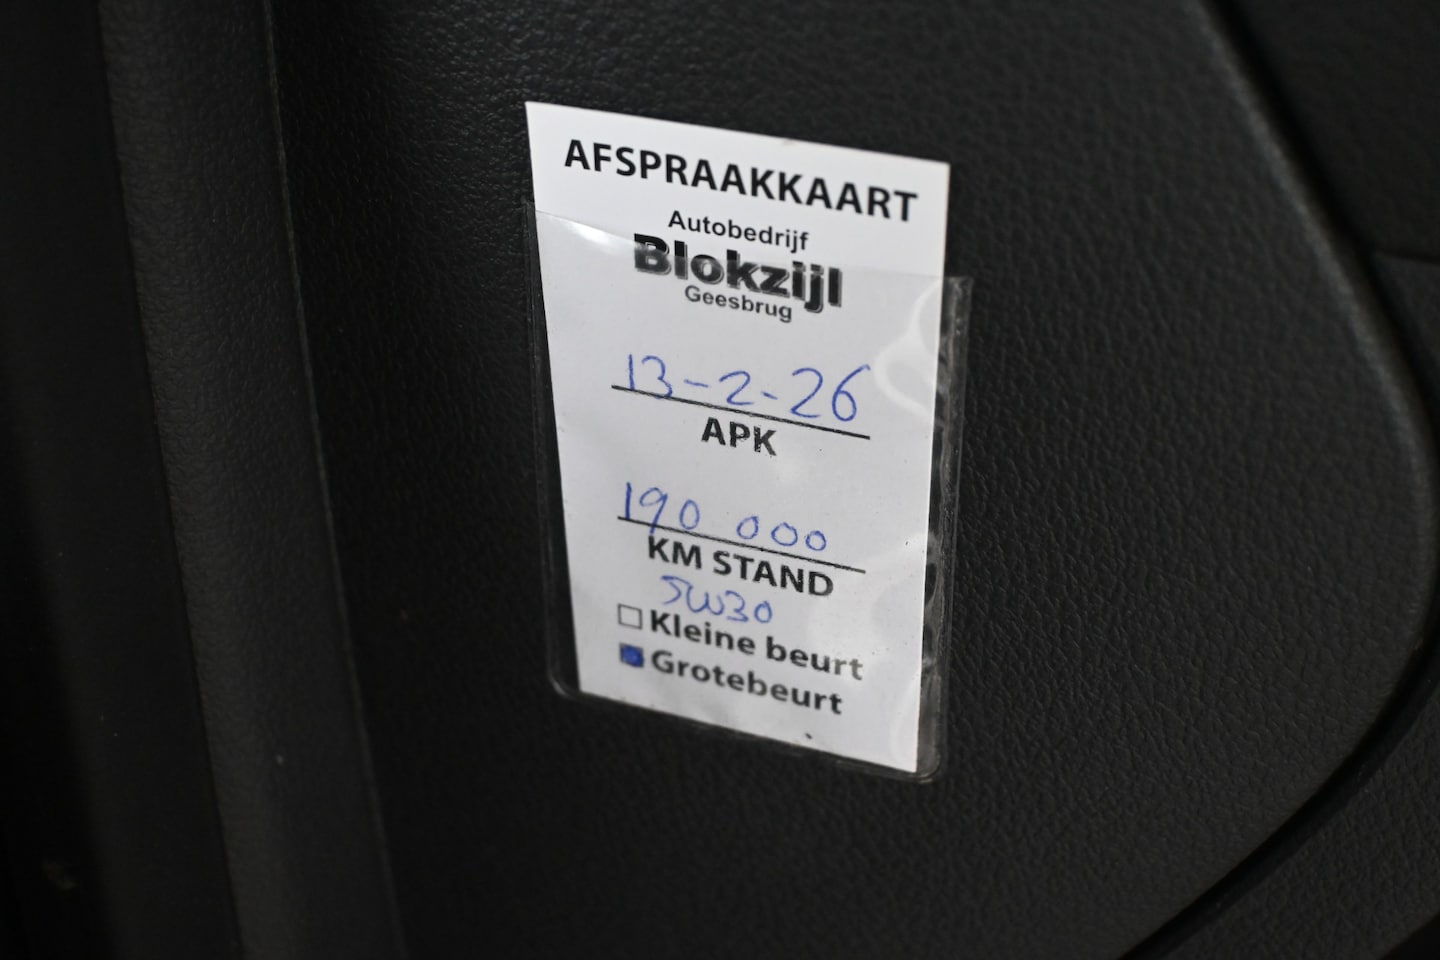 AFSPRAAKKAART
Autobedrijf
Blokzijl
Geesbrug
13-2-26
APK
190 000
KM STAND
5W30
Kleine beurt
Grotebeurt